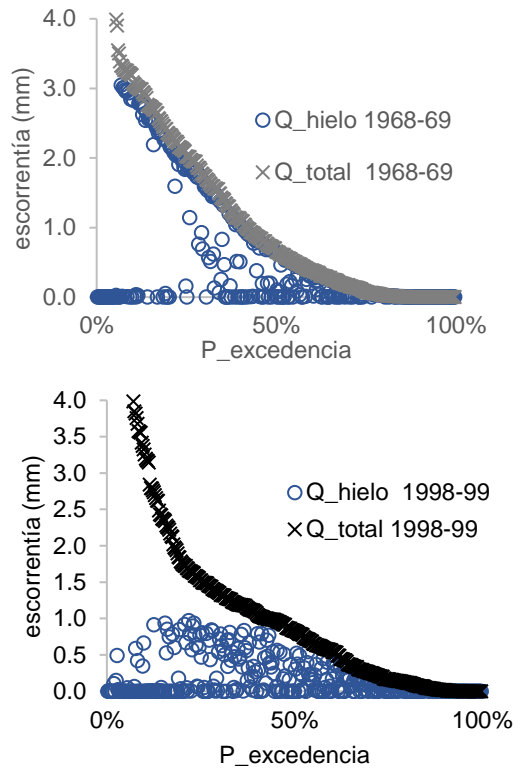 4.0
3.0
2.0
1.0
0.0
escorrentía (mm)
Q_hielo 1968-69
Q_total 1968-69
0%
50%
100%
P_excedencia
4.0
3.5
3.0
2.5
2.0
1.5
1.0
0.5
0.0
escorrentía (mm)
Q_hielo 1998-99
Q_total 1998-99
0%
50%
100%
P_excedencia